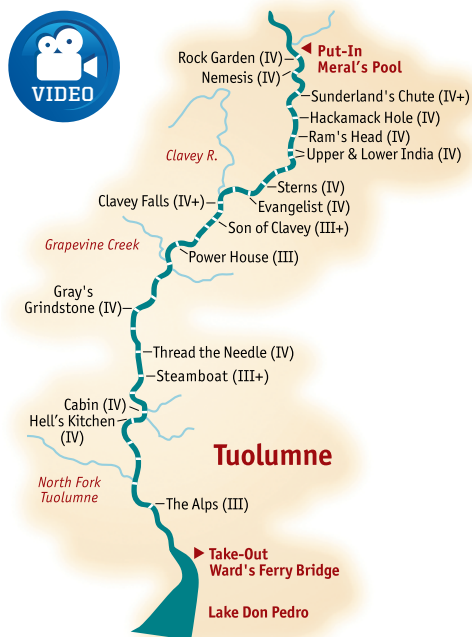 VIDEO
Put-In
Meral's Pool
Rock Garden (IV)
Nemesis (IV)
Sunderland's Chute (IV+)
Hackamack Hole (IV)
Ram's Head (IV)
Upper & Lower India (IV)
Clavey R.
Sterns (IV)
Clavey Falls (IV+)
Evangelist (IV)
Son of Clavey (III+)
Grapevine Creek
Power House (III)
Gray's
Grindstone (IV)
Thread the Needle (IV)
Steamboat (III+)
Cabin (IV)
Hell's Kitchen
(IV)
Tuolumne
North Fork
Tuolumne
The Alps (III)
Take-Out
Ward's Ferry Bridge
Lake Don Pedro